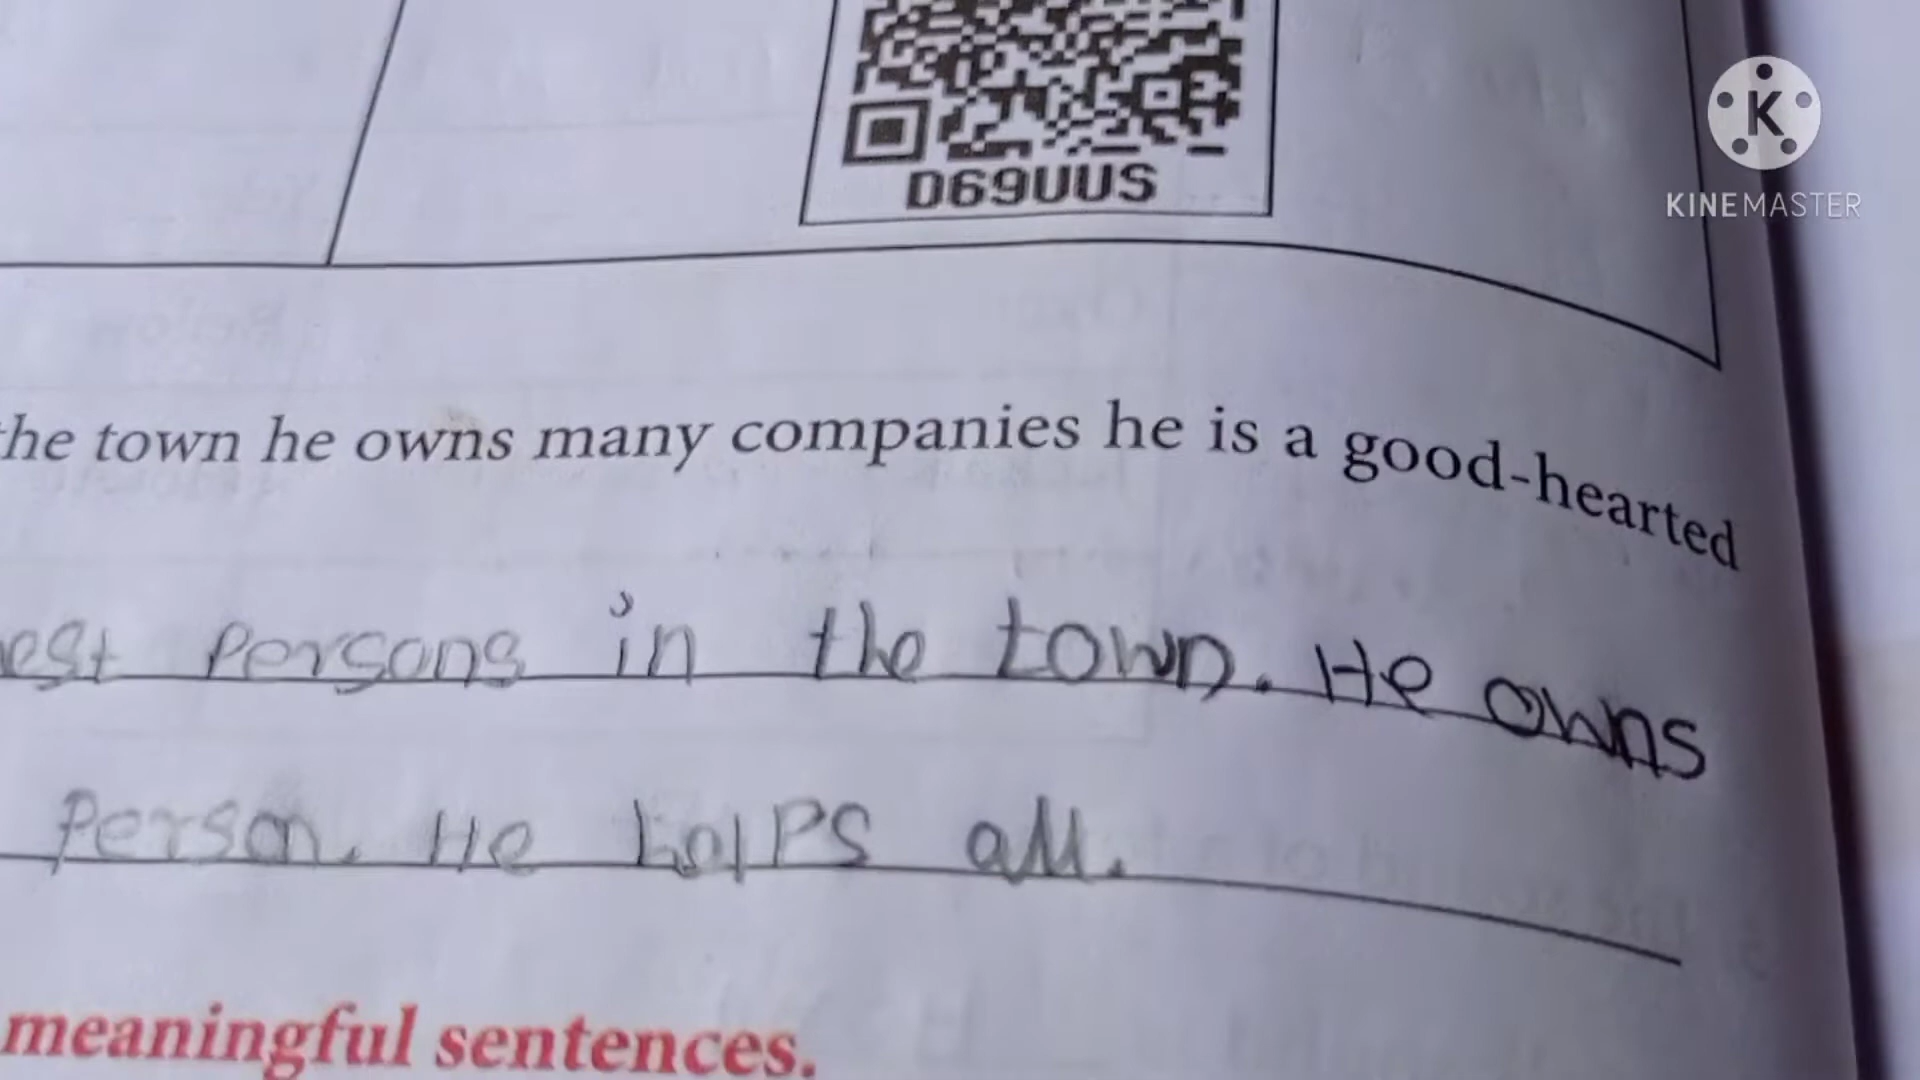 D69UUS
KINEMASTER
the town he owns many companies he is a good-hearted
persons in the town. He owns
person. He helps all.
meaningful sentences.